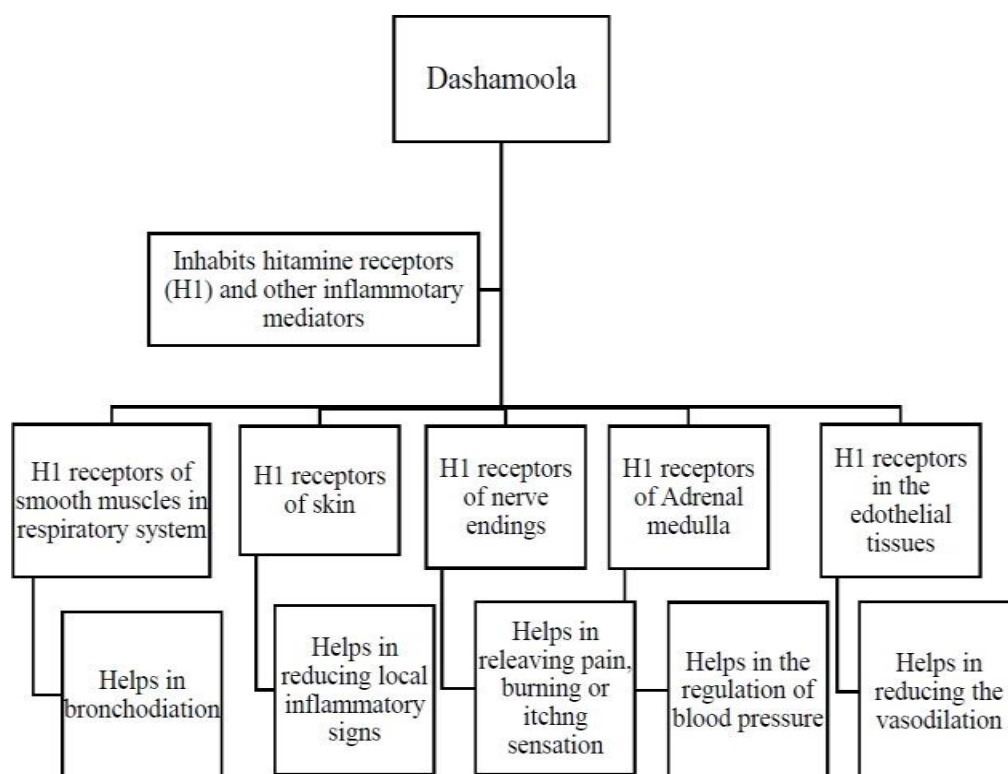 Dashamoola
Inhabits hitamine receptors
(H1) and other inflammotary
mediators
H1 receptors of
smooth muscles in
respiratory system
H1 receptors
of skin
H1 receptors
of nerve
endings
H1 receptors
of Adrenal
medulla
H1 receptors
in the
edothelial
tissues
Helps in
bronchodiation
Helps in
reducing local
inflammatory
signs
Helps in
releaving pain,
burning or
itchng
sensation
Helps in the
regulation of
blood pressure
Helps in
reducing the
vasodilation